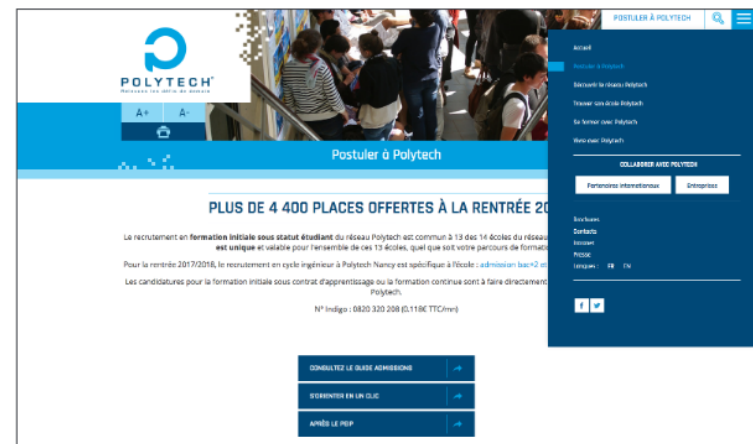 POSTULER À POLYTECH
POLYTECH
Relevons les défis de demain
A+ A-
Postuler à Polytech
Accueil
Postuler à Polytech
Découvrir le réseau Polytech
Trouver son école Polytech
Se former avec Polytech
Vivre avec Polytech
COLLABORER AVEC POLYTECH
Partenaires internationaux
Entreprises
Brochures
Contacts
Intranet
Presse
Langues : FR EN
PLUS DE 4 400 PLACES OFFERTES À LA RENTRÉE 20
Le recrutement en formation initiale sous statut étudiant du réseau Polytech est commun à 13 des 14 écoles du réseau
est unique et valable pour l'ensemble de ces 13 écoles, quel que soit votre parcours de formati
Pour la rentrée 2017/2018, le recrutement en cycle ingénieur à Polytech Nancy est spécifique à l'école : admission bac+2 et
Les candidatures pour la formation initiale sous contrat d'apprentissage ou la formation continue sont à faire directement
Polytech.
N° Indigo : 0820 320 208 (0,118€ TTC/mn)
CONSULTEZ LE GUIDE ADMISSIONS
S'ORIENTER EN UN CLIC
APRÈS LE PEIP